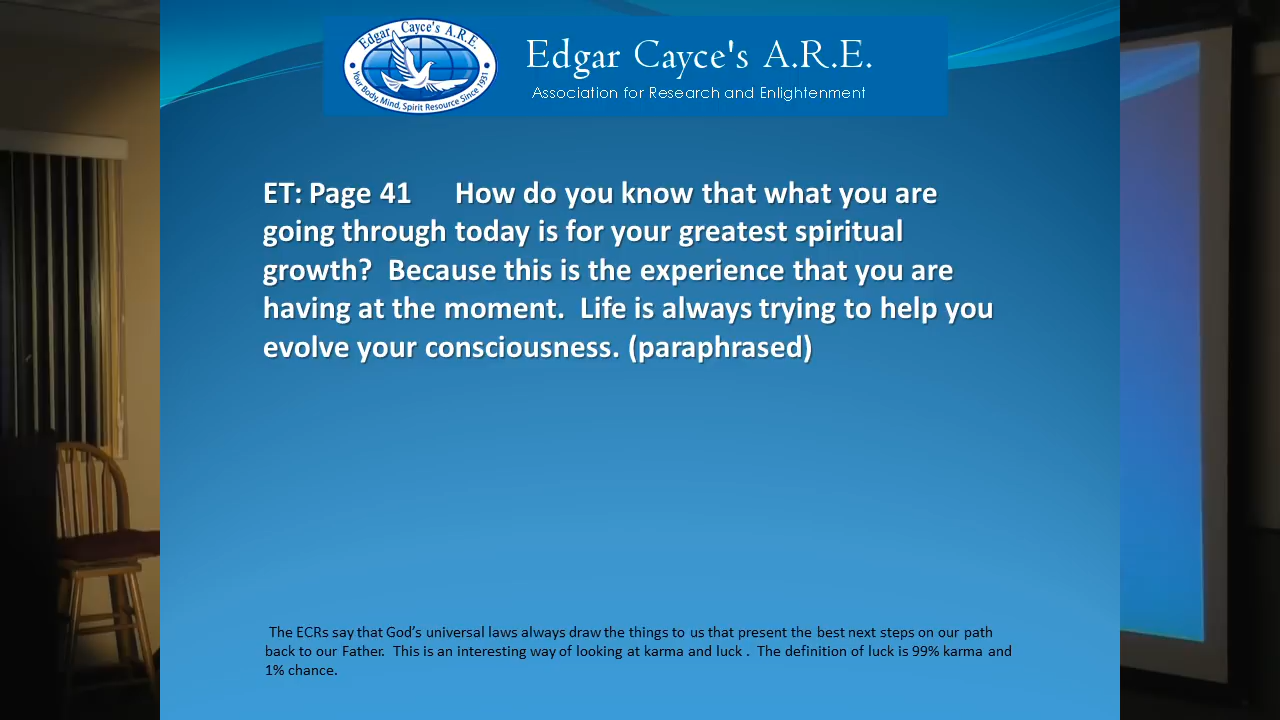 Edgar Cayce's A.R.E.
Your Body, Mind, Spirit Resource Since 1931
Edgar Cayce's A.R.E.
Association for Research and Enlightenment
ET: Page 41 How do you know that what you are
going through today is for your greatest spiritual
growth? Because this is the experience that you are
having at the moment. Life is always trying to help you
evolve your consciousness. (paraphrased)
The ECRs say that God's universal laws always draw the things to us that present the best next steps on our path
back to our Father. This is an interesting way of looking at karma and luck . The definition of luck is 99% karma and
1% chance.